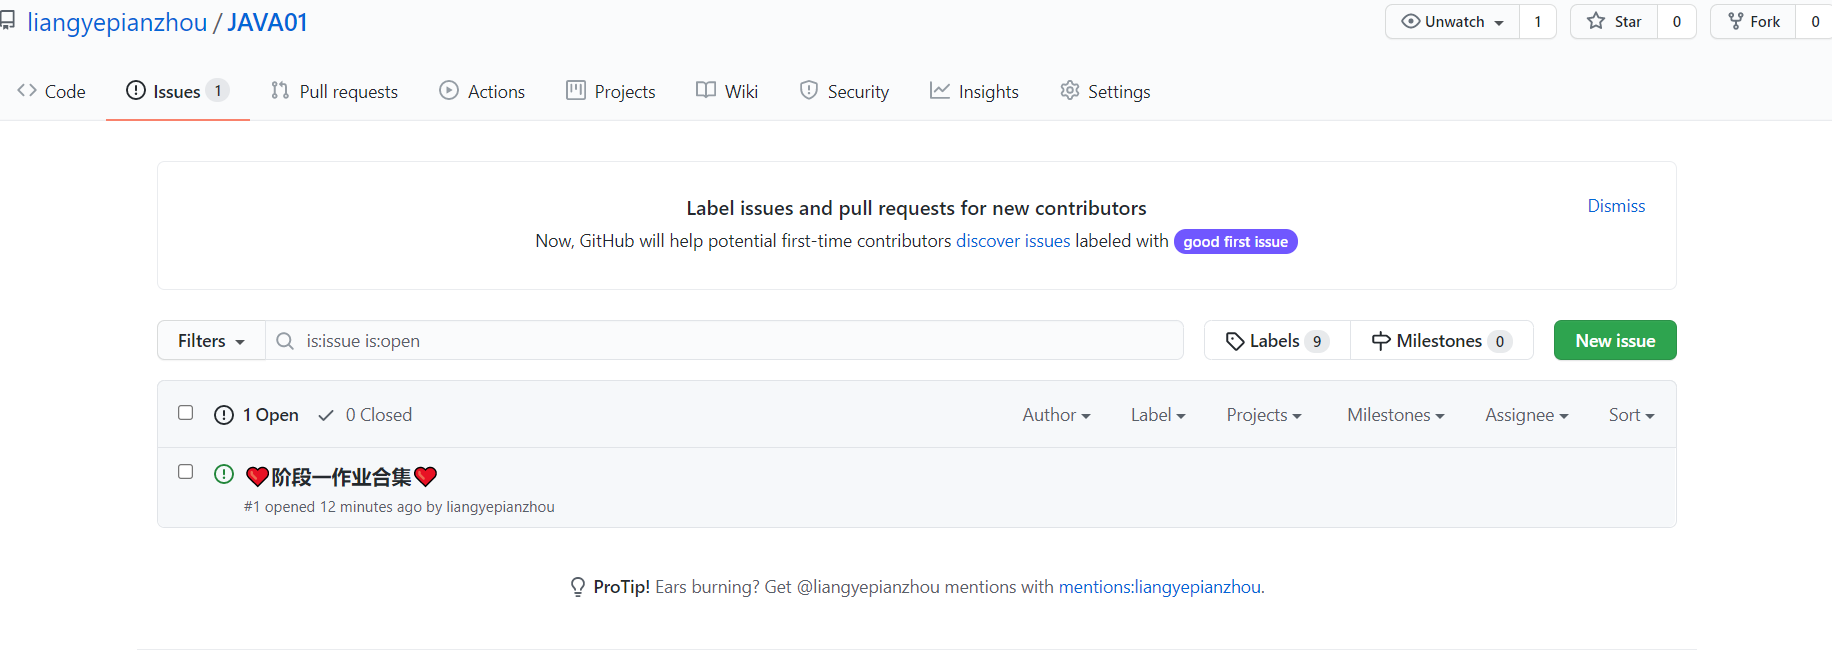 liangyepianzhou / JAVA01
Unwatch 1 Star 0 Fork 0
Code Issues 1 Pull requests Actions Projects Wiki Security Insights Settings
Label issues and pull requests for new contributors
Dismiss
Now, GitHub will help potential first-time contributors discover issues labeled with good first issue
Filters is:issue is:open Labels 9 Milestones 0 New issue
1 Open 0 Closed Author Label Projects Milestones Assignee Sort
❤阶段一作业合集❤
#1 opened 12 minutes ago by liangyepianzhou
ProTip! Ears burning? Get @liangyepianzhou mentions with mentions:liangyepianzhou.